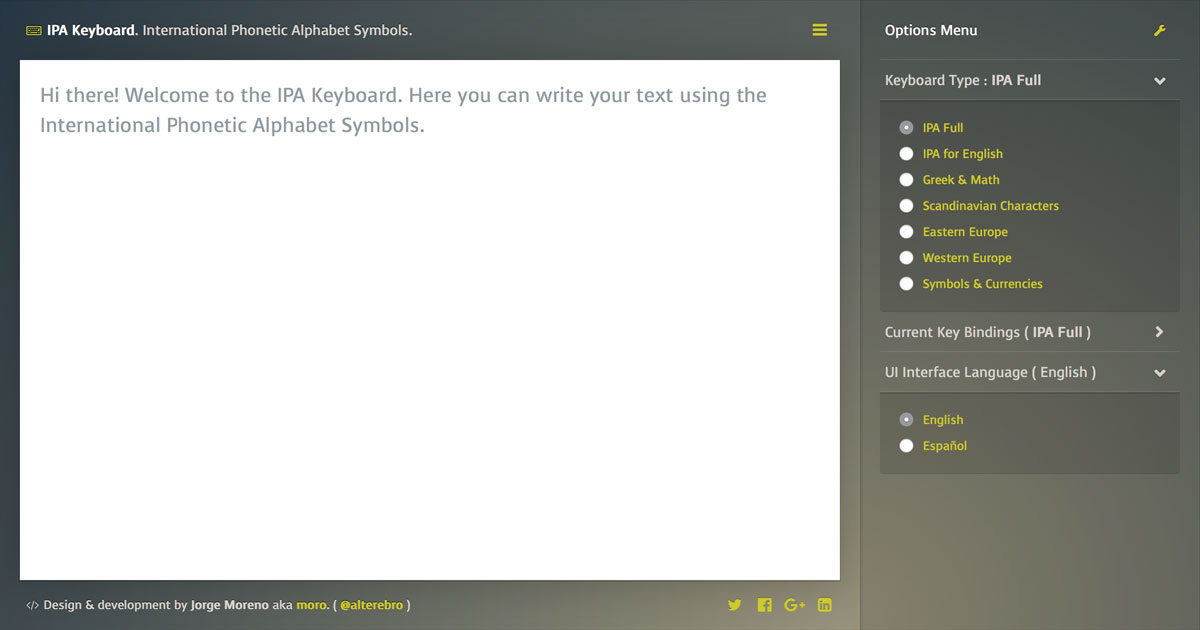 IPA Keyboard. International Phonetic Alphabet Symbols.
Hi there! Welcome to the IPA Keyboard. Here you can write your text using the
International Phonetic Alphabet Symbols.
</> Design & development by Jorge Moreno aka moro. ( @alterebro )
G+
in
Options Menu
Keyboard Type : IPA Full
IPA Full
IPA for English
Greek & Math
Scandinavian Characters
Eastern Europe
Western Europe
Symbols & Currencies
Current Key Bindings ( IPA Full )
UI Interface Language ( English )
English
Español